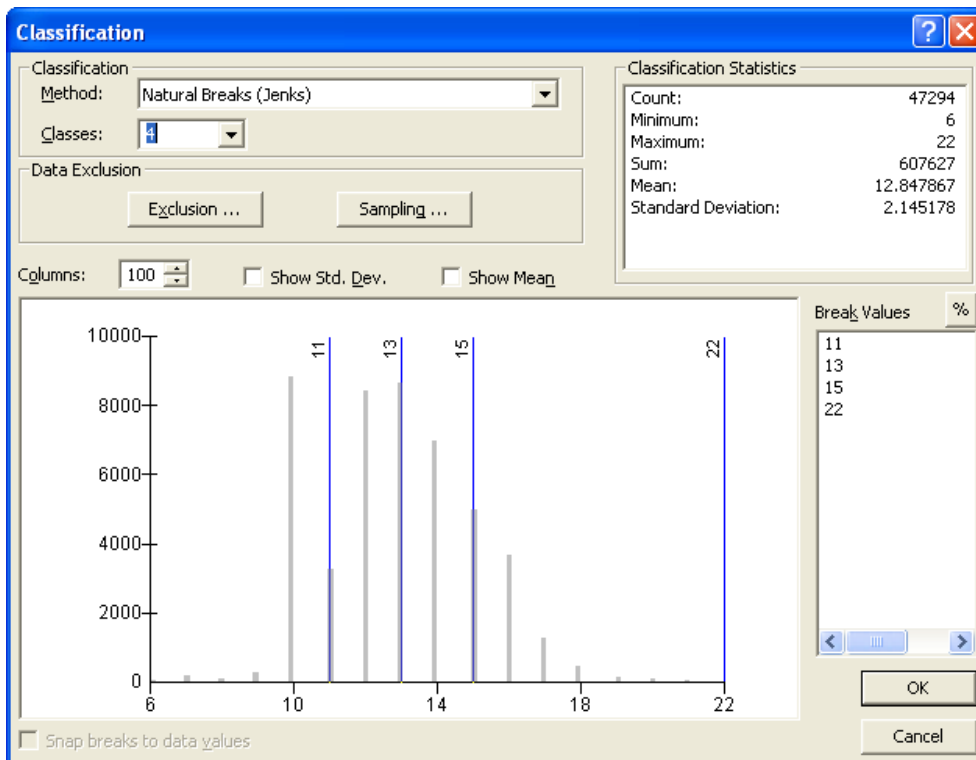 Classification
Classification
Method:
Natural Breaks (Jenks)
Classes:
4
Data Exclusion
Exclusion ...
Sampling ...
Classification Statistics
Count: 47294
Minimum: 6
Maximum: 22
Sum: 607627
Mean: 12.847867
Standard Deviation: 2.145178
Columns: 100
Show Std. Dev.
Show Mean
Break Values
%
11
13
15
22
10000
8000
6000
4000
2000
0
11
13
15
22
6 10 14 18 22
Snap breaks to data values
OK
Cancel